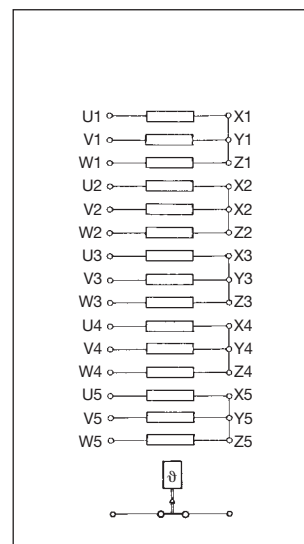 U1 X1
V1 Y1
W1 Z1
U2 X2
V2 X2
W2 Z2
U3 X3
V3 Y3
W3 Z3
U4 X4
V4 Y4
W4 Z4
U5 X5
V5 Y5
W5 Z5
ϑ